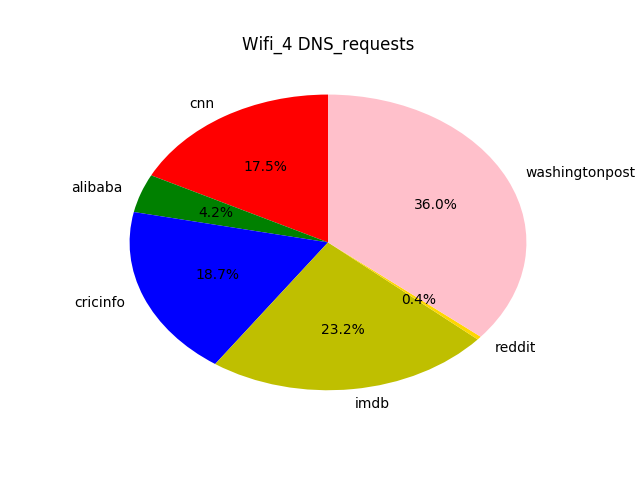 Wifi_4 DNS_requests
cnn
17.5%
alibaba
4.2%
cricinfo
18.7%
imdb
23.2%
reddit
0.4%
washingtonpost
36.0%